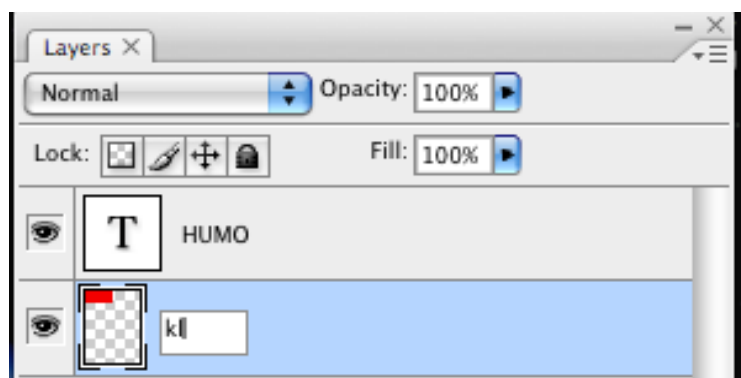 Layers
Normal
Opacity: 100%
Lock:
Fill: 100%
T HUMO
kl